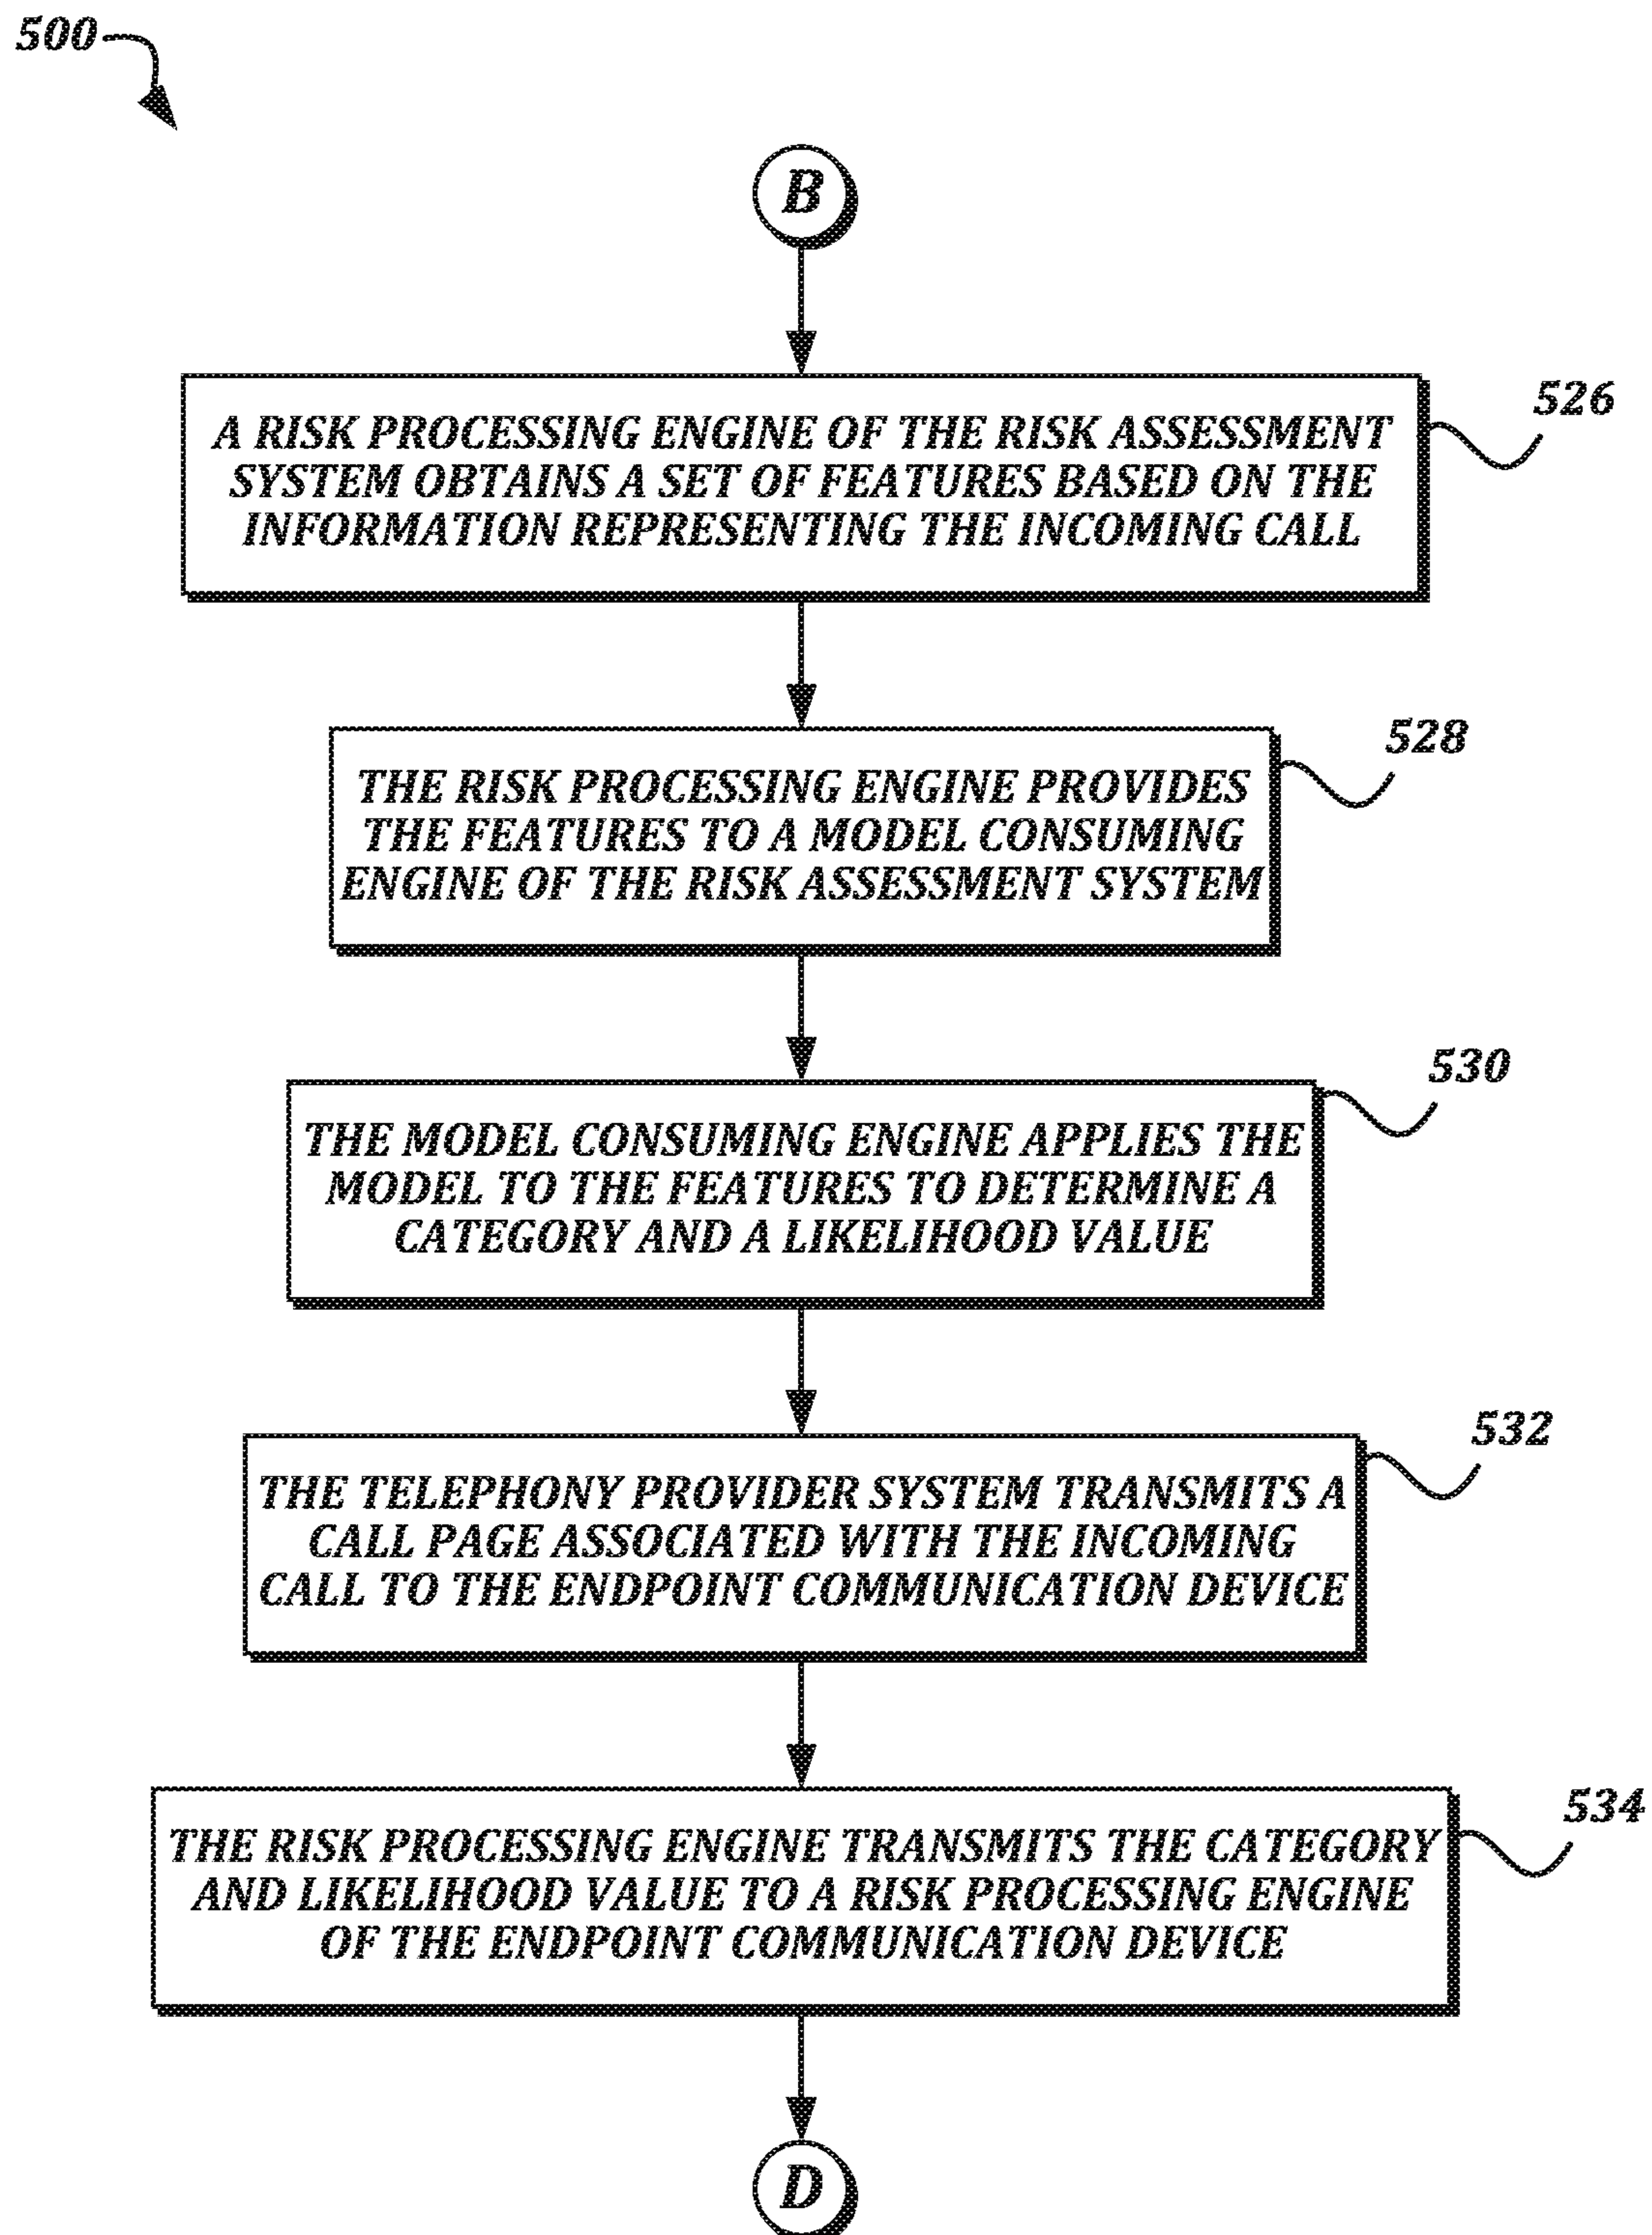 500
B
A RISK PROCESSING ENGINE OF THE RISK ASSESSMENT
SYSTEM OBTAINS A SET OF FEATURES BASED ON THE
INFORMATION REPRESENTING THE INCOMING CALL
526
THE RISK PROCESSING ENGINE PROVIDES
THE FEATURES TO A MODEL CONSUMING
ENGINE OF THE RISK ASSESSMENT SYSTEM
528
THE MODEL CONSUMING ENGINE APPLIES THE
MODEL TO THE FEATURES TO DETERMINE A
CATEGORY AND A LIKELIHOOD VALUE
530
THE TELEPHONY PROVIDER SYSTEM TRANSMITS A
CALL PAGE ASSOCIATED WITH THE INCOMING
CALL TO THE ENDPOINT COMMUNICATION DEVICE
532
THE RISK PROCESSING ENGINE TRANSMITS THE CATEGORY
AND LIKELIHOOD VALUE TO A RISK PROCESSING ENGINE
OF THE ENDPOINT COMMUNICATION DEVICE
534
D